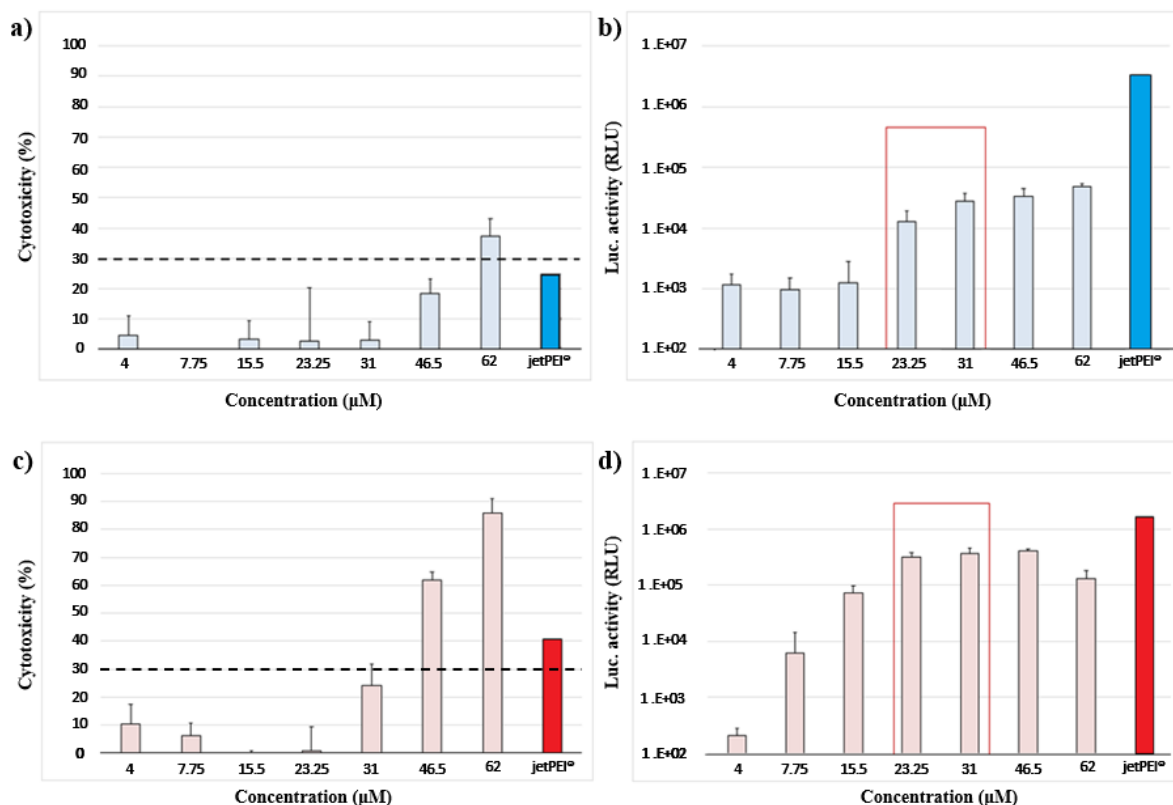 a)
Cytotoxicity (%)
100
90
80
70
60
50
40
30
20
10
0
4 7.75 15.5 23.25 31 46.5 62 jetPEI®
Concentration (µM)
b)
Luc. activity (RLU)
1.E+07
1.E+06
1.E+05
1.E+04
1.E+03
1.E+02
4 7.75 15.5 23.25 31 46.5 62 jetPEI®
Concentration (µM)
c)
Cytotoxicity (%)
100
90
80
70
60
50
40
30
20
10
0
4 7.75 15.5 23.25 31 46.5 62 jetPEI®
Concentration (µM)
d)
Luc. activity (RLU)
1.E+07
1.E+06
1.E+05
1.E+04
1.E+03
1.E+02
4 7.75 15.5 23.25 31 46.5 62 jetPEI®
Concentration (µM)